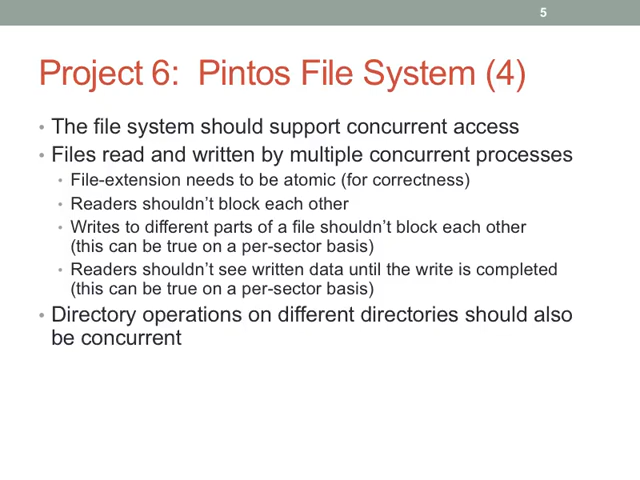 5
Project 6:  Pintos File System (4)
• The file system should support concurrent access
• Files read and written by multiple concurrent processes
• File-extension needs to be atomic (for correctness)
• Readers shouldn’t block each other
• Writes to different parts of a file shouldn’t block each other
(this can be true on a per-sector basis)
• Readers shouldn’t see written data until the write is completed
(this can be true on a per-sector basis)
• Directory operations on different directories should also
be concurrent